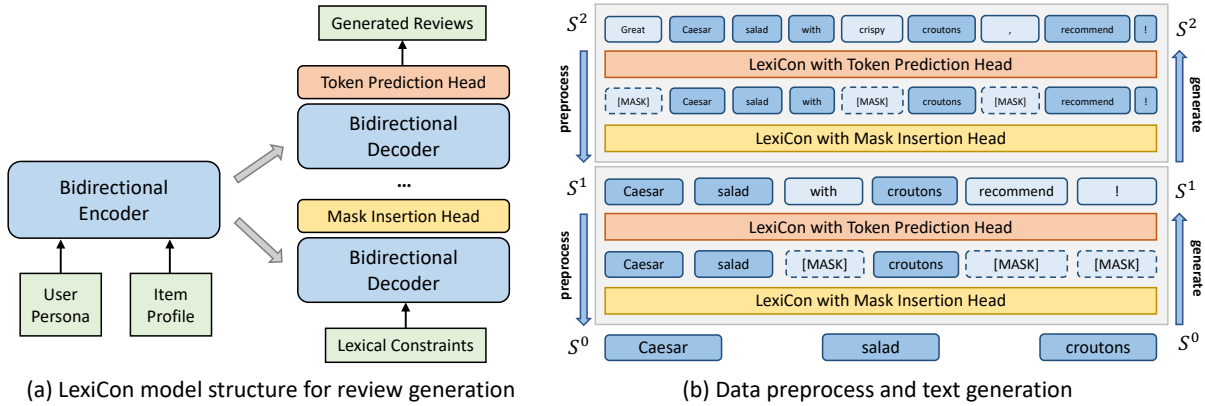 Generated Reviews
Token Prediction Head
Bidirectional
Decoder
...
Mask Insertion Head
Bidirectional
Encoder
Bidirectional
Decoder
User
Persona
Item
Profile
Lexical Constraints
(a) LexiCon model structure for review generation
S² Great Caesar salad with crispy croutons , recommend ! S²
LexiCon with Token Prediction Head
[MASK] Caesar salad with [MASK] croutons [MASK] recommend !
LexiCon with Mask Insertion Head
preprocess
generate
S¹ Caesar salad with croutons recommend ! S¹
LexiCon with Token Prediction Head
Caesar salad [MASK] croutons [MASK] [MASK]
LexiCon with Mask Insertion Head
preprocess
generate
S⁰ Caesar salad croutons S⁰
(b) Data preprocess and text generation